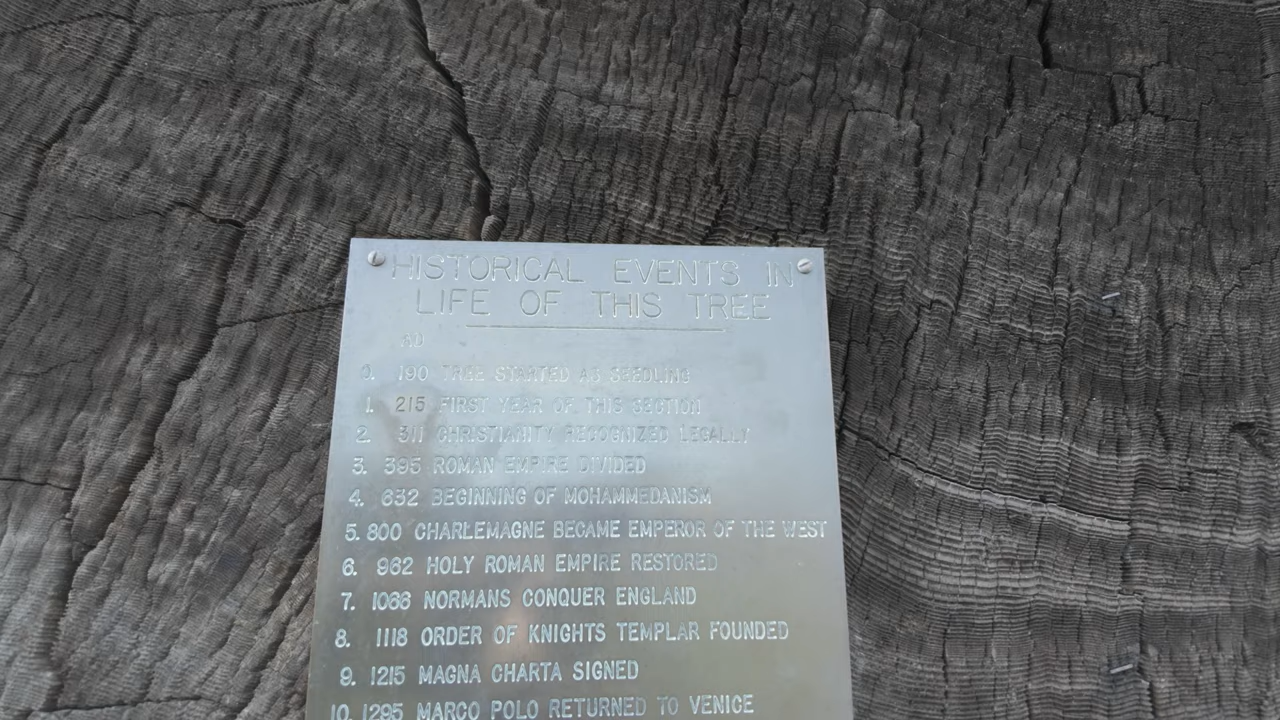 HISTORICAL EVENTS IN
LIFE OF THIS TREE
AD
0. 190 TREE STARTED AS SEEDLING
1. 215 FIRST YEAR OF THIS SECTION
2. 311 CHRISTIANITY RECOGNIZED LEGALLY
3. 395 ROMAN EMPIRE DIVIDED
4. 632 BEGINNING OF MOHAMMEDANISM
5. 800 CHARLEMAGNE BECAME EMPEROR OF THE WEST
6. 962 HOLY ROMAN EMPIRE RESTORED
7. 1066 NORMANS CONQUER ENGLAND
8. 1118 ORDER OF KNIGHTS TEMPLAR FOUNDED
9. 1215 MAGNA CHARTA SIGNED
10. 1295 MARCO POLO RETURNED TO VENICE